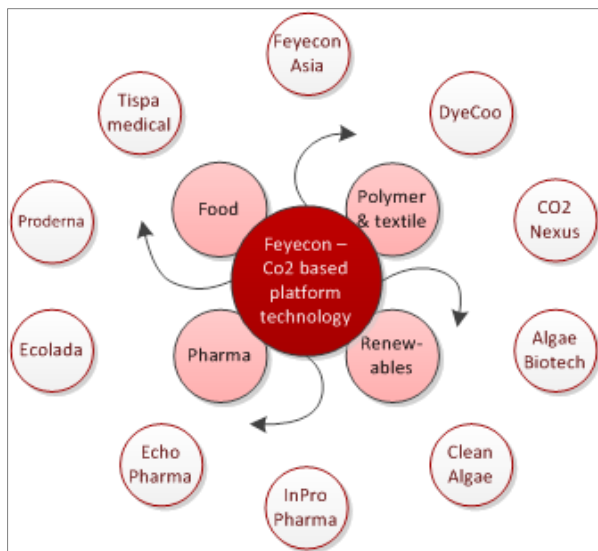 Feyecon
Asia
Tispa
medical
DyeCoo
Food
Polymer
& textile
Proderna
CO2
Nexus
Feyecon –
Co2 based
platform
technology
Ecolada
Pharma
Renew-
ables
Algae
Biotech
Echo
Pharma
Clean
Algae
InPro
Pharma